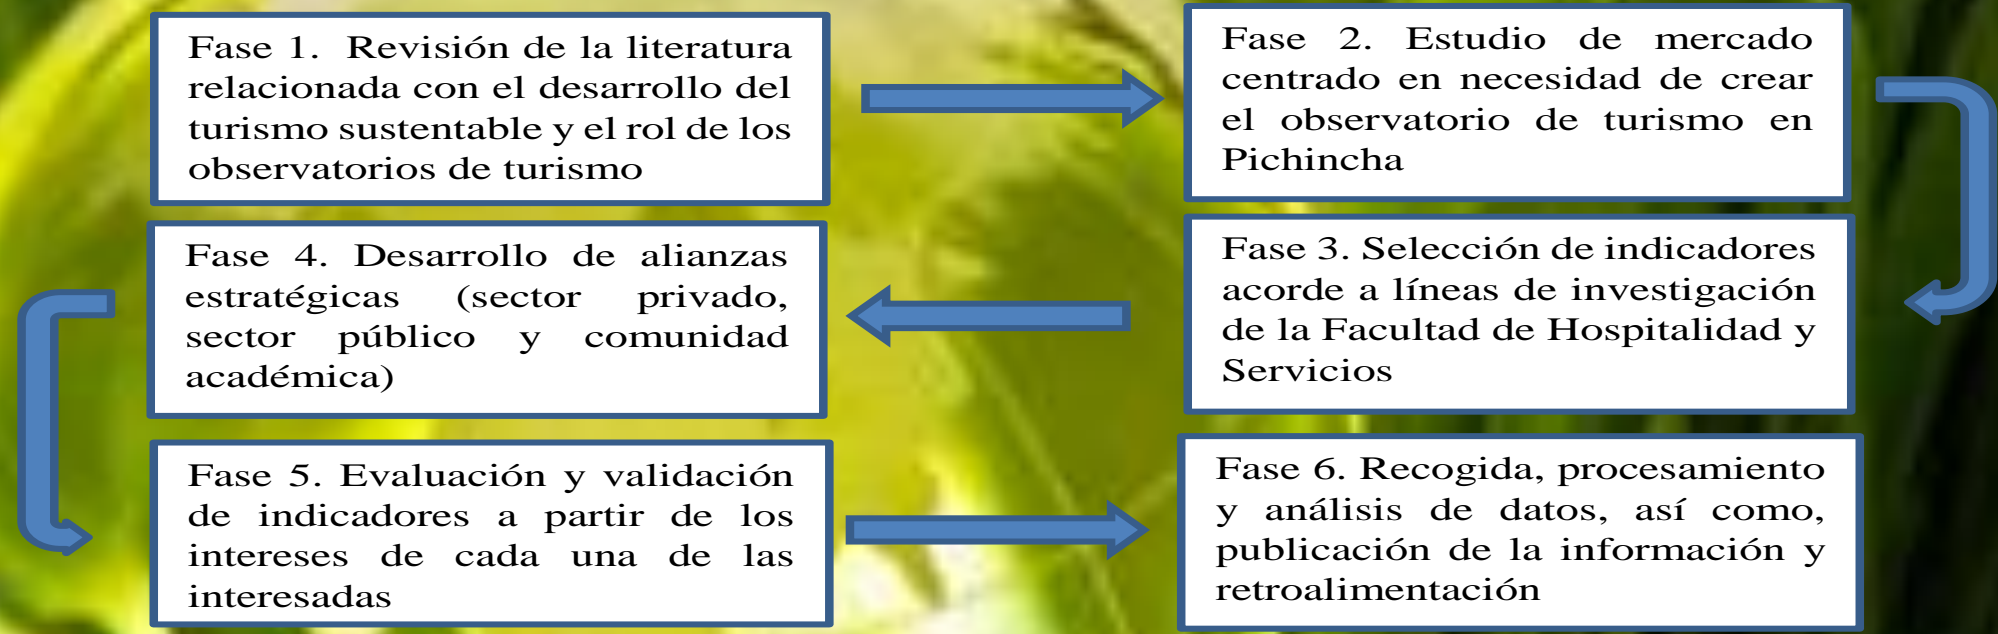 Fase 1. Revisión de la literatura
relacionada con el desarrollo del
turismo sustentable y el rol de los
observatorios de turismo
Fase 2. Estudio de mercado
centrado en necesidad de crear
el observatorio de turismo en
Pichincha
Fase 3. Selección de indicadores
acorde a líneas de investigación
de la Facultad de Hospitalidad y
Servicios
Fase 4. Desarrollo de alianzas
estratégicas (sector privado,
sector público y comunidad
académica)
Fase 5. Evaluación y validación
de indicadores a partir de los
intereses de cada una de las
interesadas
Fase 6. Recogida, procesamiento
y análisis de datos, así como,
publicación de la información y
retroalimentación